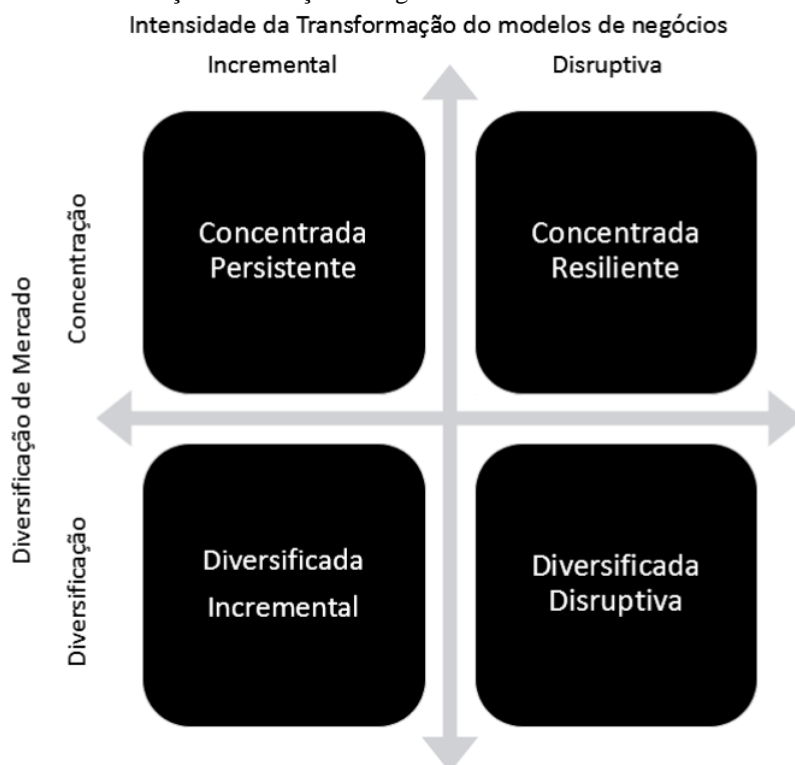 Intensidade da Transformação do modelos de negócios
Incremental
Disruptiva
Diversificação de Mercado
Concentração
Concentrada
Persistente
Concentrada
Resiliente
Diversificação
Diversificada
Incremental
Diversificada
Disruptiva